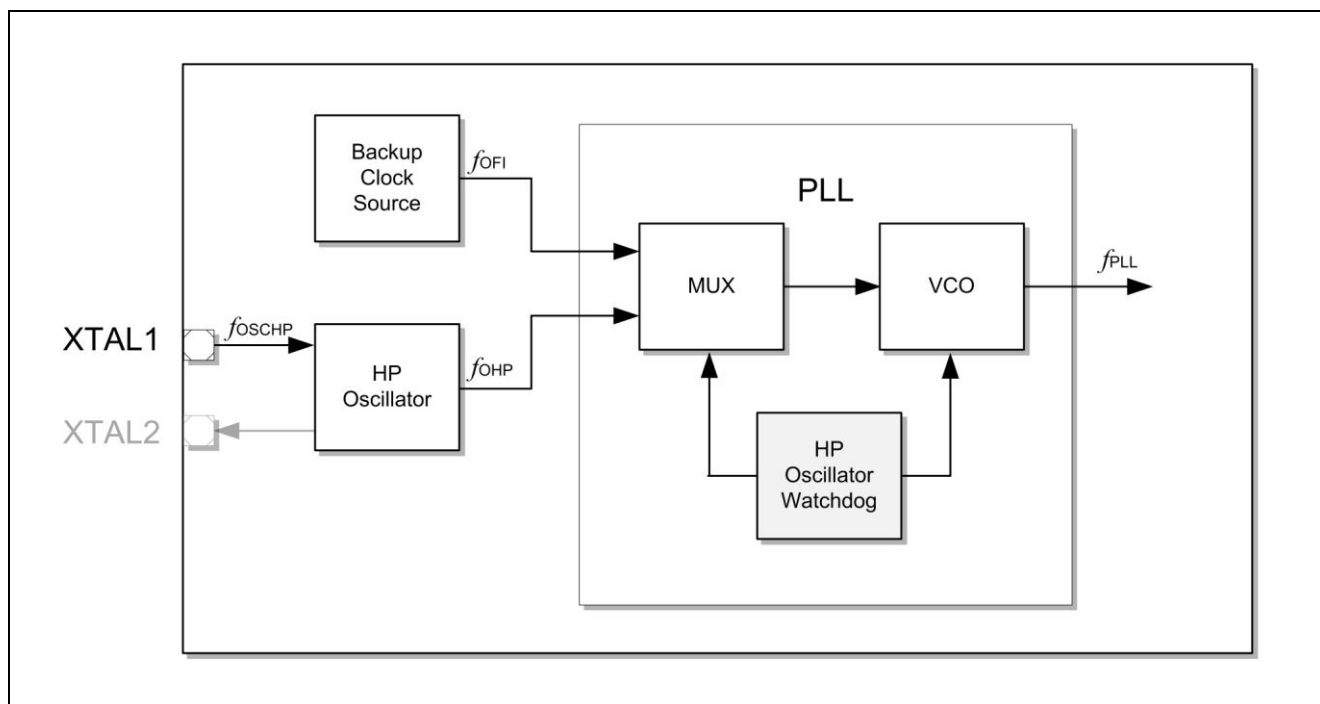 Backup
Clock
Source
fOFI
PLL
MUX
VCO
fPLL
XTAL1
fOSCHP
HP
Oscillator
fOHP
XTAL2
HP
Oscillator
Watchdog